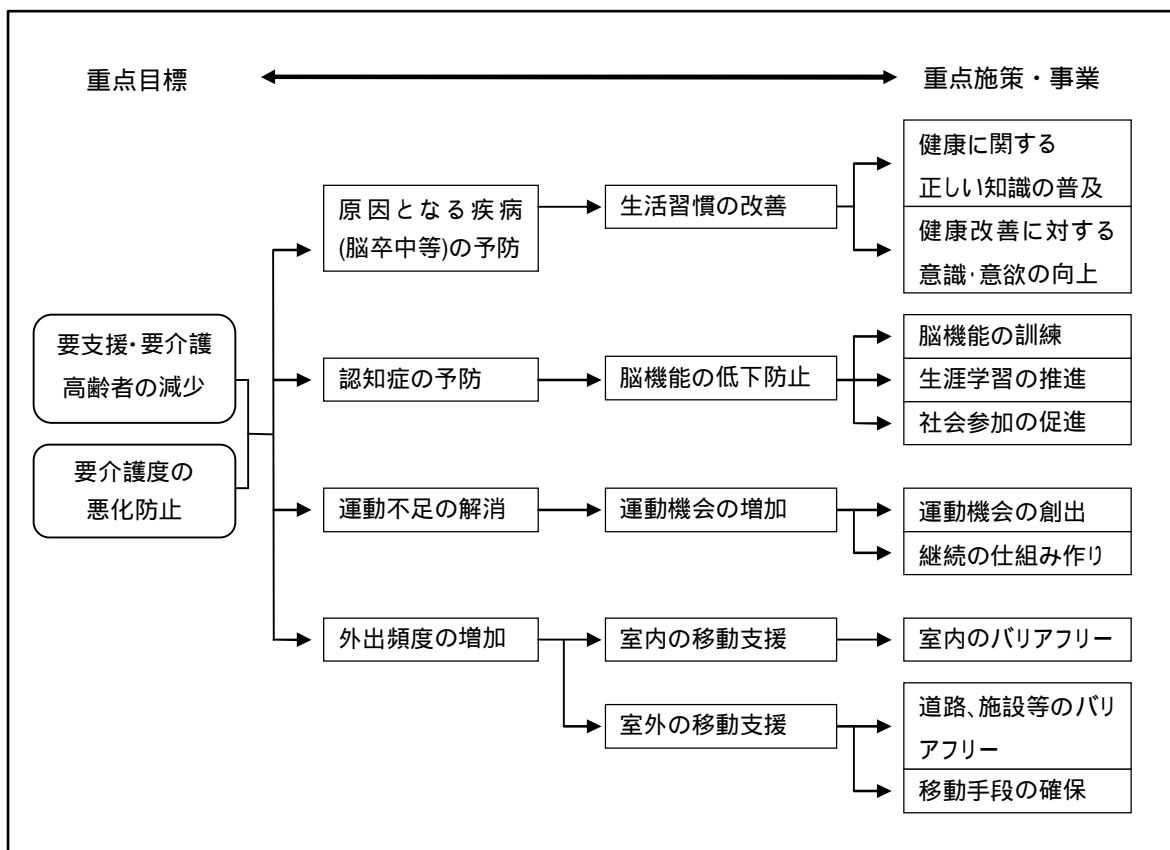 重点目標
重点施策・事業
要支援・要介護
高齢者の減少
要介護度の
悪化防止
原因となる疾病
(脳卒中等)の予防
生活習慣の改善
健康に関する
正しい知識の普及
健康改善に対する
意識・意欲の向上
認知症の予防
脳機能の低下防止
脳機能の訓練
生涯学習の推進
社会参加の促進
運動不足の解消
運動機会の増加
運動機会の創出
継続の仕組み作り
外出頻度の増加
室内の移動支援
室内のバリアフリー
室外の移動支援
道路、施設等のバリ
アフリー
移動手段の確保